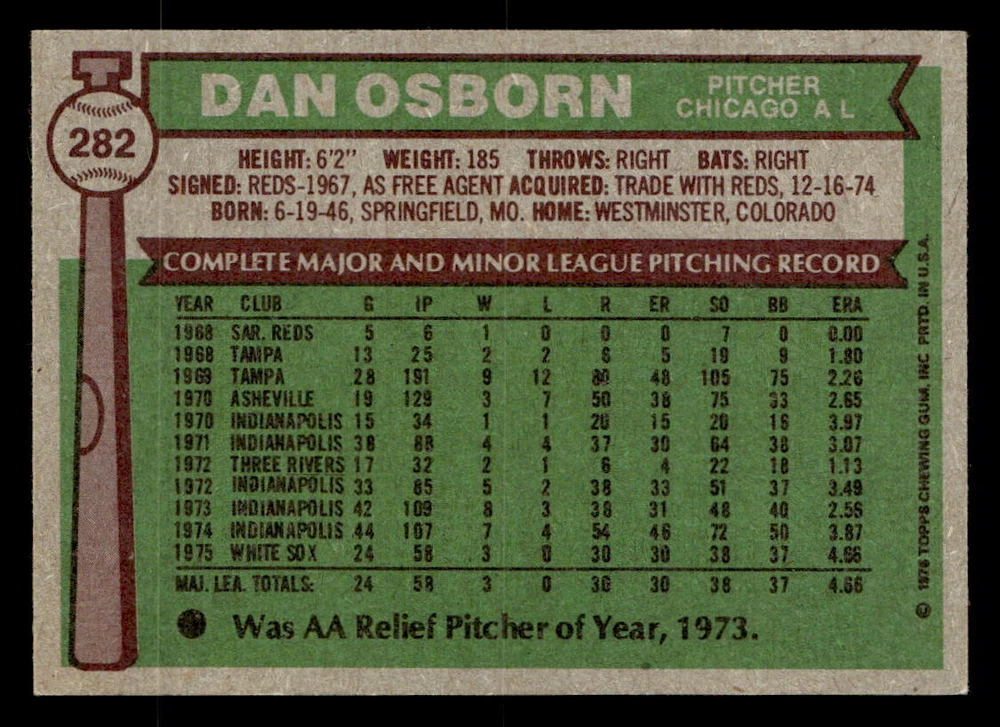 DAN OSBORN
PITCHER
CHICAGO A L
282
HEIGHT: 6'2" WEIGHT: 185 THROWS: RIGHT BATS: RIGHT
SIGNED: REDS-1967, AS FREE AGENT ACQUIRED: TRADE WITH REDS, 12-16-74
BORN: 6-19-46, SPRINGFIELD, MO. HOME: WESTMINSTER, COLORADO
COMPLETE MAJOR AND MINOR LEAGUE PITCHING RECORD
YEAR CLUB G IP W L R ER SO BB ERA
1968 SAR. REDS 5 6 1 0 0 0 7 0 0.00
1968 TAMPA 13 25 2 2 6 5 19 9 1.80
1969 TAMPA 28 191 9 12 80 48 105 75 2.26
1970 ASHEVILLE 19 129 3 7 50 38 75 33 2.65
1970 INDIANAPOLIS 15 34 1 1 20 15 20 16 3.97
1971 INDIANAPOLIS 38 88 4 4 37 30 64 38 3.07
1972 THREE RIVERS 17 32 2 1 6 4 22 18 1.13
1972 INDIANAPOLIS 33 85 5 2 38 33 51 37 3.49
1973 INDIANAPOLIS 42 109 8 3 38 31 48 40 2.56
1974 INDIANAPOLIS 44 107 7 4 54 46 72 50 3.87
1975 WHITE SOX 24 58 3 0 30 30 38 37 4.66
MAJ. LEA. TOTALS: 24 58 3 0 30 30 38 37 4.66
Was AA Relief Pitcher of Year, 1973.
© 1976 TOPPS CHEWING GUM, INC PRTD. IN U.S.A.